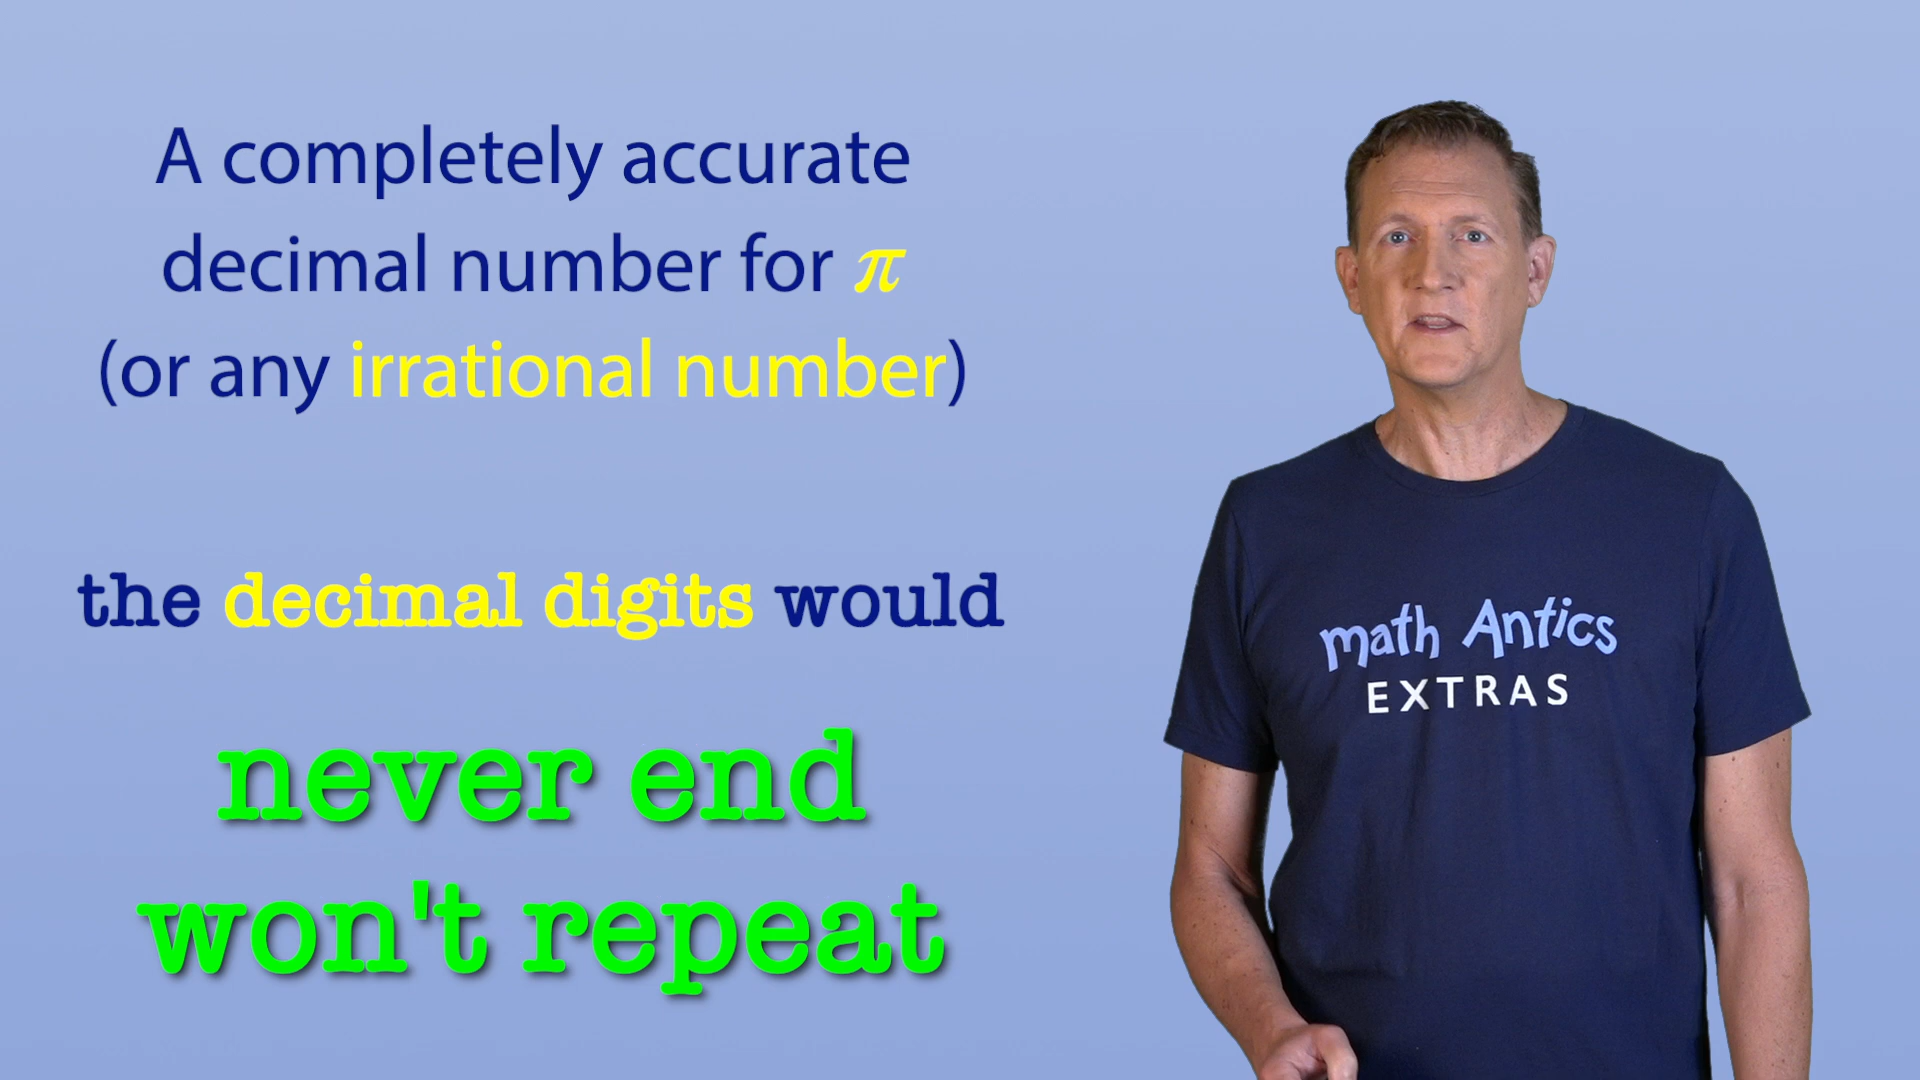 A completely accurate
decimal number for π
(or any irrational number)
the decimal digits would
never end
won't repeat
math Antics
EXTRAS